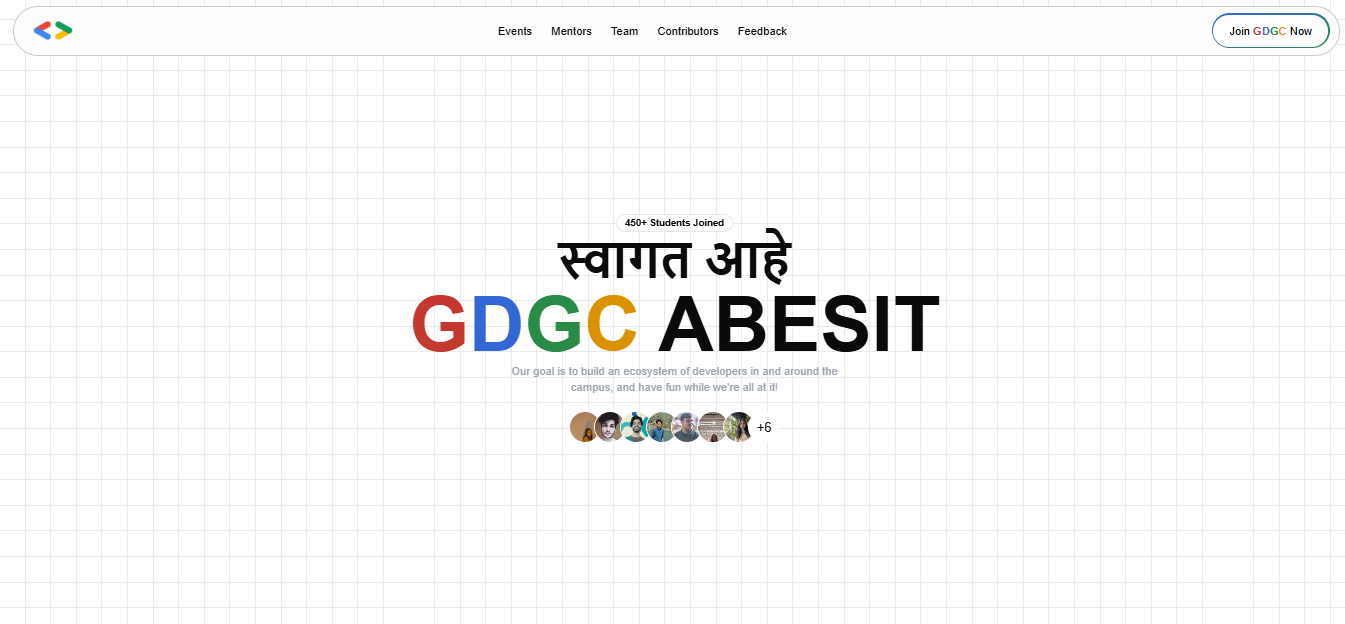 Events Mentors Team Contributors Feedback Join GDGC Now
450+ Students Joined
स्वागत आहे
GDGC ABESIT
Our goal is to build an ecosystem of developers in and around the
campus, and have fun while we're all at it!
+6